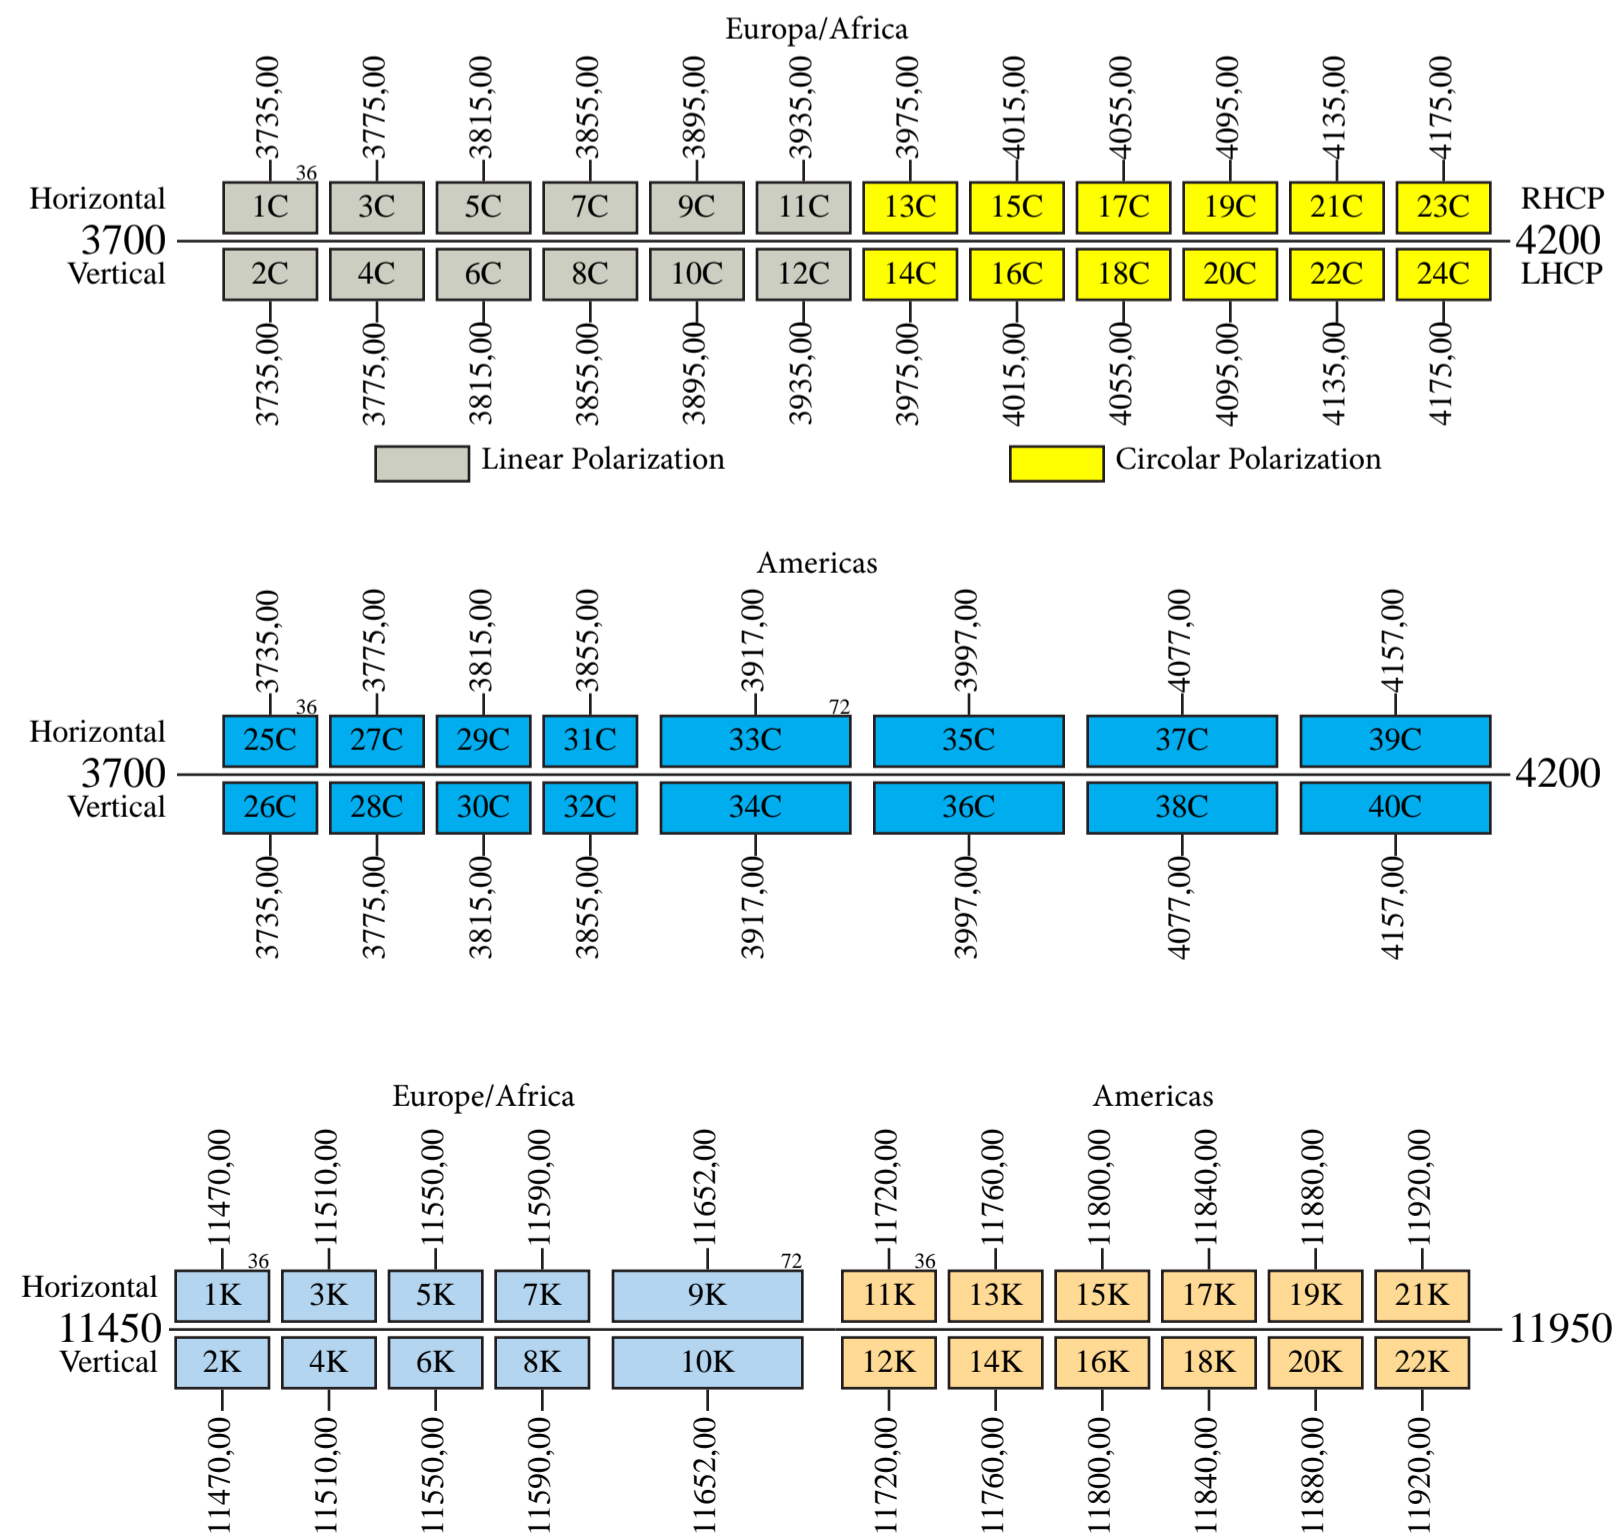 Europa/Africa
3735,00 3775,00 3815,00 3855,00 3895,00 3935,00 3975,00 4015,00 4055,00 4095,00 4135,00 4175,00
36
Horizontal 1C 3C 5C 7C 9C 11C 13C 15C 17C 19C 21C 23C RHCP
3700 4200
Vertical 2C 4C 6C 8C 10C 12C 14C 16C 18C 20C 22C 24C LHCP
3735,00 3775,00 3815,00 3855,00 3895,00 3935,00 3975,00 4015,00 4055,00 4095,00 4135,00 4175,00
Linear Polarization Circolar Polarization
Americas
3735,00 3775,00 3815,00 3855,00 3917,00 3997,00 4077,00 4157,00
36 72
Horizontal 25C 27C 29C 31C 33C 35C 37C 39C
3700 4200
Vertical 26C 28C 30C 32C 34C 36C 38C 40C
3735,00 3775,00 3815,00 3855,00 3917,00 3997,00 4077,00 4157,00
Europe/Africa Americas
11470,00 11510,00 11550,00 11590,00 11652,00 11720,00 11760,00 11800,00 11840,00 11880,00 11920,00
36 72 36
Horizontal 1K 3K 5K 7K 9K 11K 13K 15K 17K 19K 21K
11450 11950
Vertical 2K 4K 6K 8K 10K 12K 14K 16K 18K 20K 22K
11470,00 11510,00 11550,00 11590,00 11652,00 11720,00 11760,00 11800,00 11840,00 11880,00 11920,00